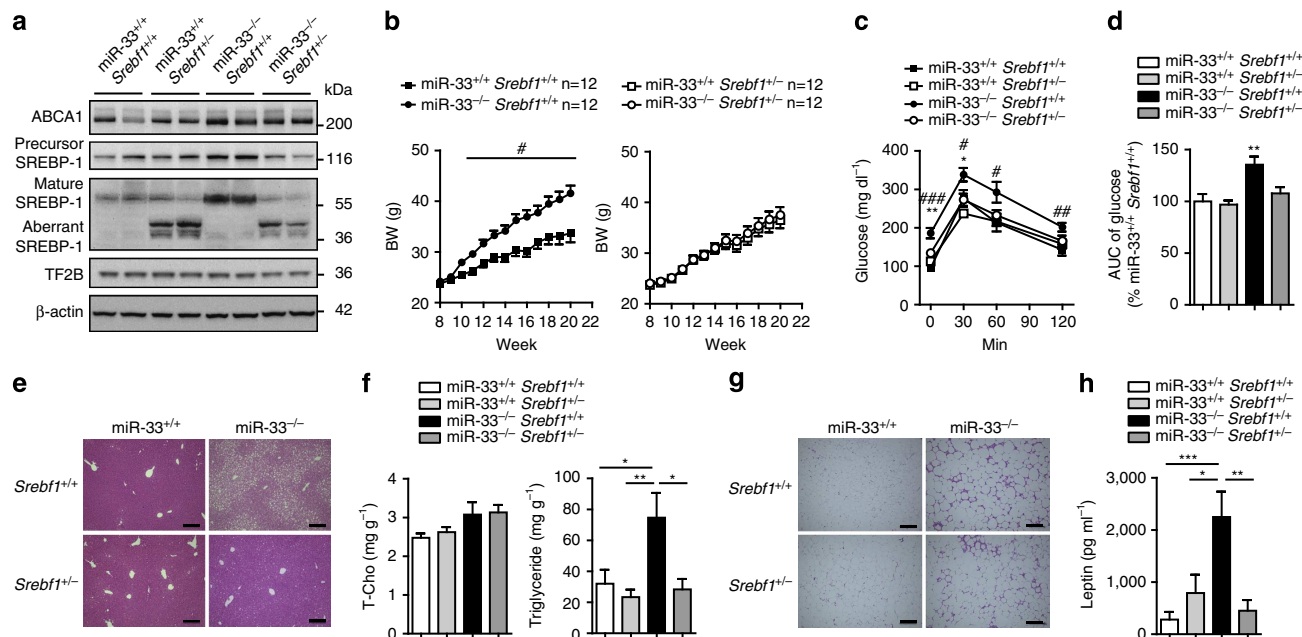 a
miR-33+/+
Srebf1+/+
miR-33+/+
Srebf1+/−
miR-33−/−
Srebf1+/+
miR-33−/−
Srebf1+/−
kDa
ABCA1
200
Precursor
SREBP-1
116
Mature
SREBP-1
55
Aberrant
SREBP-1
36
TF2B
36
β-actin
42
b
miR-33+/+ Srebf1+/+ n=12
miR-33−/− Srebf1+/+ n=12
miR-33+/+ Srebf1+/− n=12
miR-33−/− Srebf1+/− n=12
50
40
30
20
BW (g)
#
8 10 12 14 16 18 20 22
Week
50
40
30
20
BW (g)
8 10 12 14 16 18 20 22
Week
c
miR-33+/+ Srebf1+/+
miR-33+/+ Srebf1+/−
miR-33−/− Srebf1+/+
miR-33−/− Srebf1+/−
400
300
200
100
0
Glucose (mg dl−1)
###
**
#
*
#
##
0 30 60 90 120
Min
d
miR-33+/+ Srebf1+/+
miR-33+/+ Srebf1+/−
miR-33−/− Srebf1+/+
miR-33−/− Srebf1+/−
AUC of glucose
(% miR-33+/+ Srebf1+/+)
150
100
50
0
**
e
miR-33+/+
miR-33−/−
Srebf1+/+
Srebf1+/−
f
miR-33+/+ Srebf1+/+
miR-33+/+ Srebf1+/−
miR-33−/− Srebf1+/+
miR-33−/− Srebf1+/−
T-Cho (mg g−1)
4
3
2
1
0
Triglyceride (mg g−1)
100
80
60
40
20
0
*
**
*
g
miR-33+/+
miR-33−/−
Srebf1+/+
Srebf1+/−
h
miR-33+/+ Srebf1+/+
miR-33+/+ Srebf1+/−
miR-33−/− Srebf1+/+
miR-33−/− Srebf1+/−
Leptin (pg ml−1)
3,000
2,000
1,000
0
***
*
**